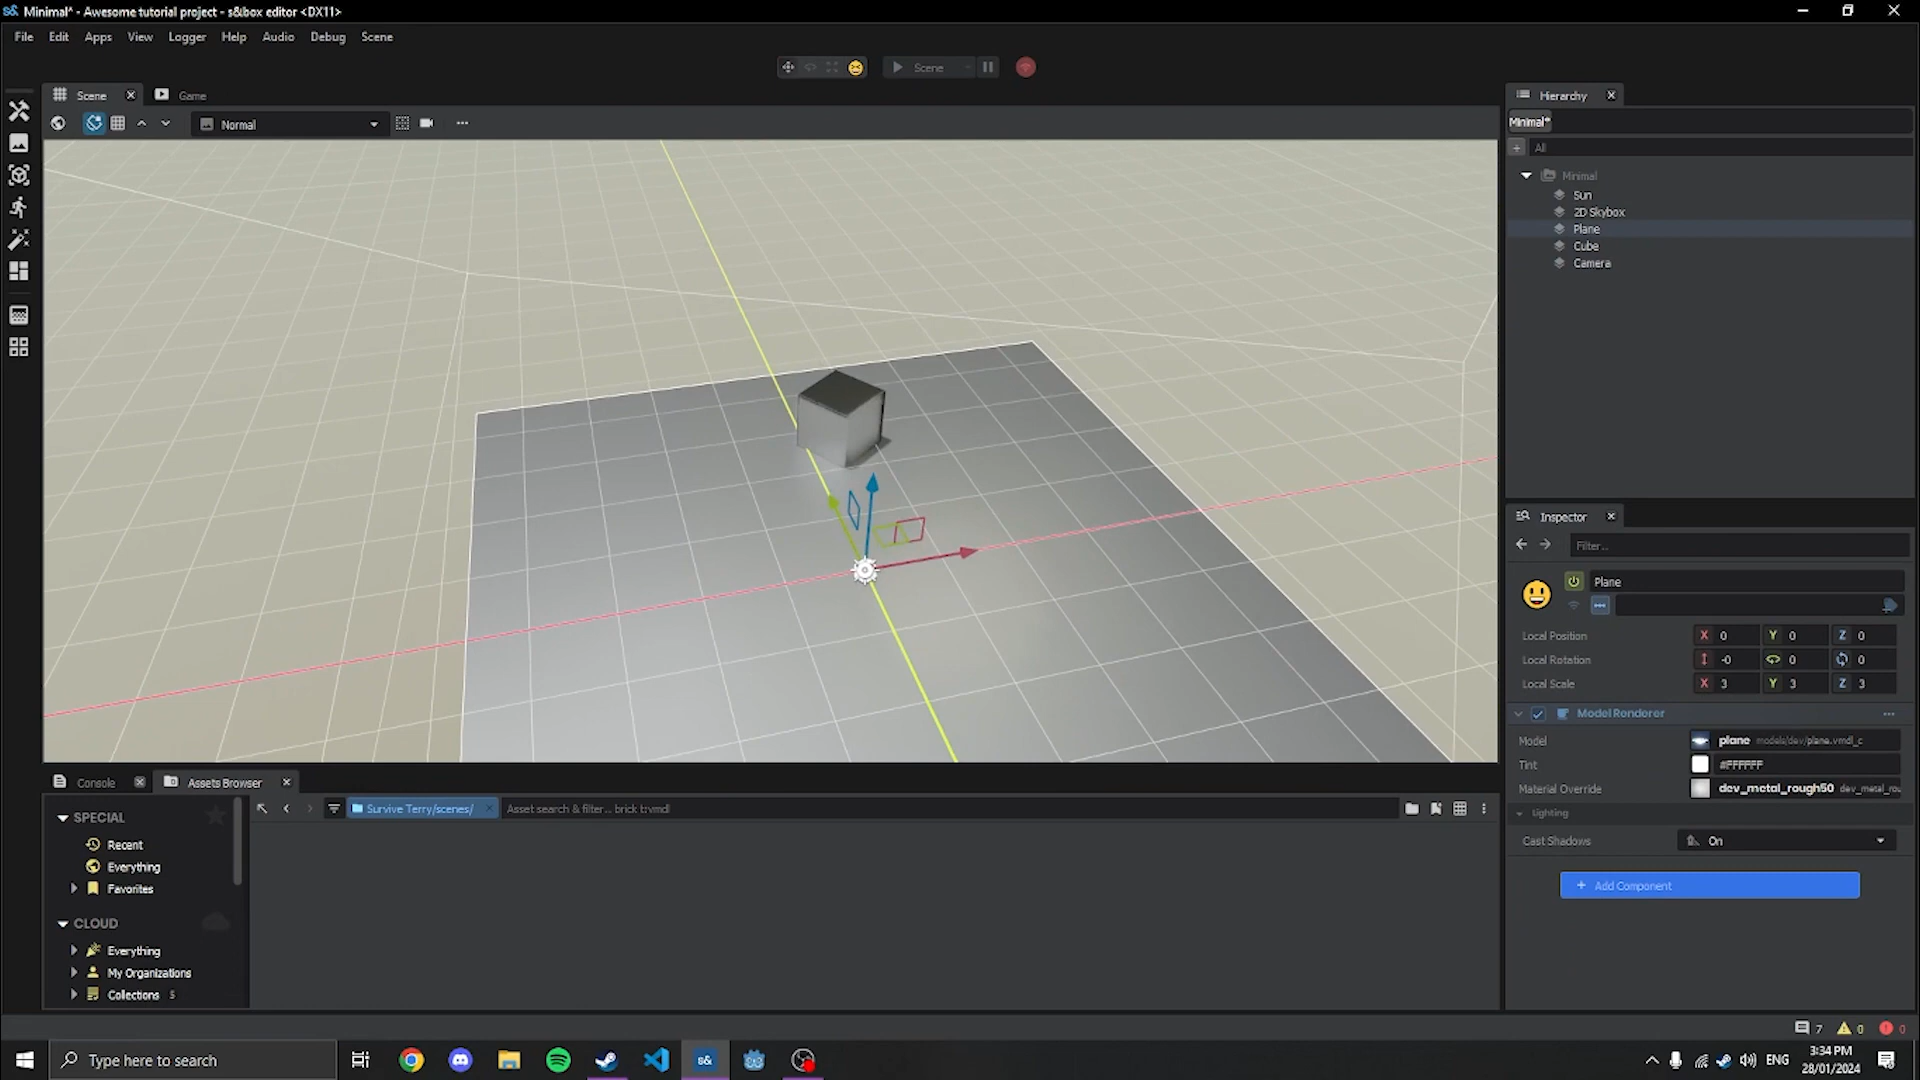 Minimal* - Awesome tutorial project - s&box editor <DX11>
File Edit Apps View Logger Help Audio Debug Scene
Scene
Scene Game
Normal
Hierarchy
Minimal*
All
Minimal
Sun
2D Skybox
Plane
Cube
Camera
Inspector
Filter...
Plane
Local Position X 0 Y 0 Z 0
Local Rotation -0 0 0
Local Scale X 3 Y 3 Z 3
Model Renderer
Model plane models/dev/plane.vmdl_c
Tint #FFFFFF
Material Override dev_metal_rough50 dev_metal_rou
Lighting
Cast Shadows On
+ Add Component
Console Assets Browser
Survive Terry/scenes/ Asset search & filter... brick t:vmdl
SPECIAL
Recent
Everything
Favorites
CLOUD
Everything
My Organizations
Collections 5
7 0 0
Type here to search
s&
ENG
3:34 PM
28/01/2024